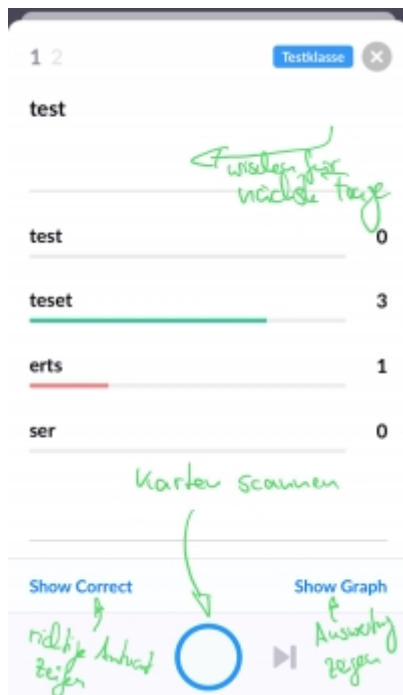 1 2 Testklasse
test
wischen für
nächste Frage
test 0
teset 3
erts 1
ser 0
Karten scannen
Show Correct Show Graph
richtige Antwort
zeigen
Auswertung
zeigen